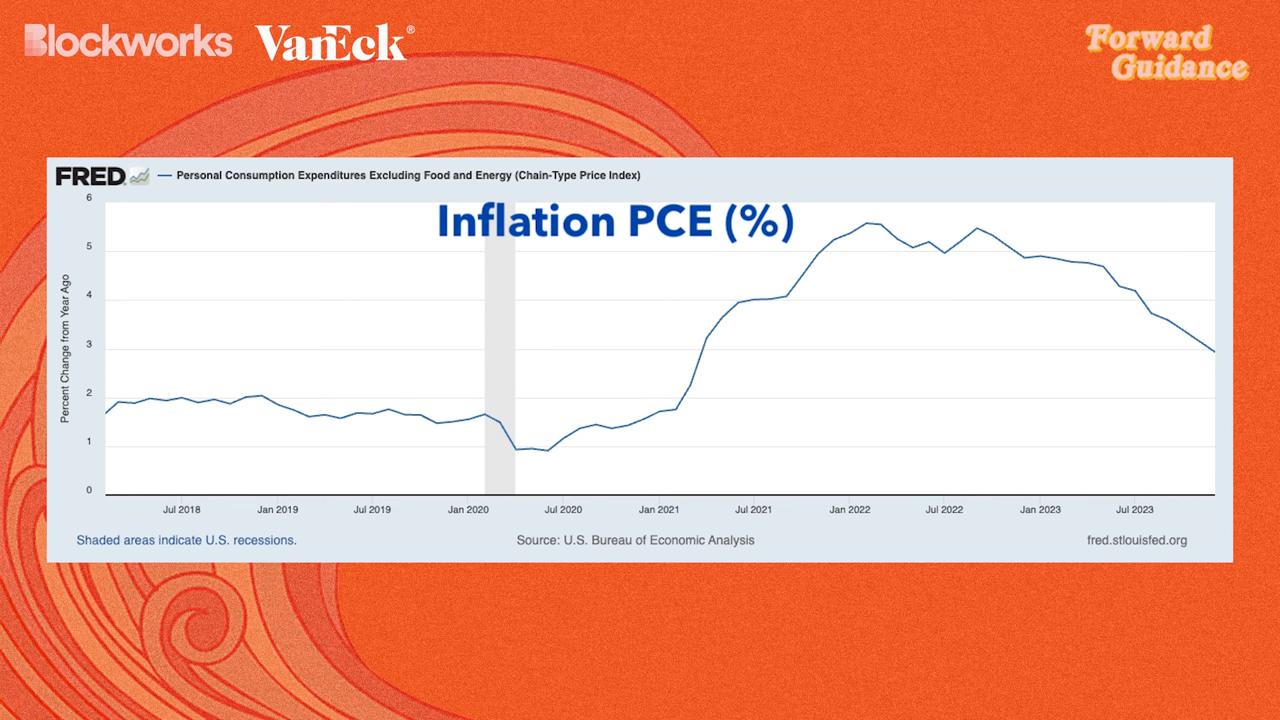 Blockworks VanEck®
Forward
Guidance
FRED Personal Consumption Expenditures Excluding Food and Energy (Chain-Type Price Index)
Inflation PCE (%)
Percent Change from Year Ago
6
5
4
3
2
1
0
Jul 2018 Jan 2019 Jul 2019 Jan 2020 Jul 2020 Jan 2021 Jul 2021 Jan 2022 Jul 2022 Jan 2023 Jul 2023
Shaded areas indicate U.S. recessions. Source: U.S. Bureau of Economic Analysis fred.stlouisfed.org